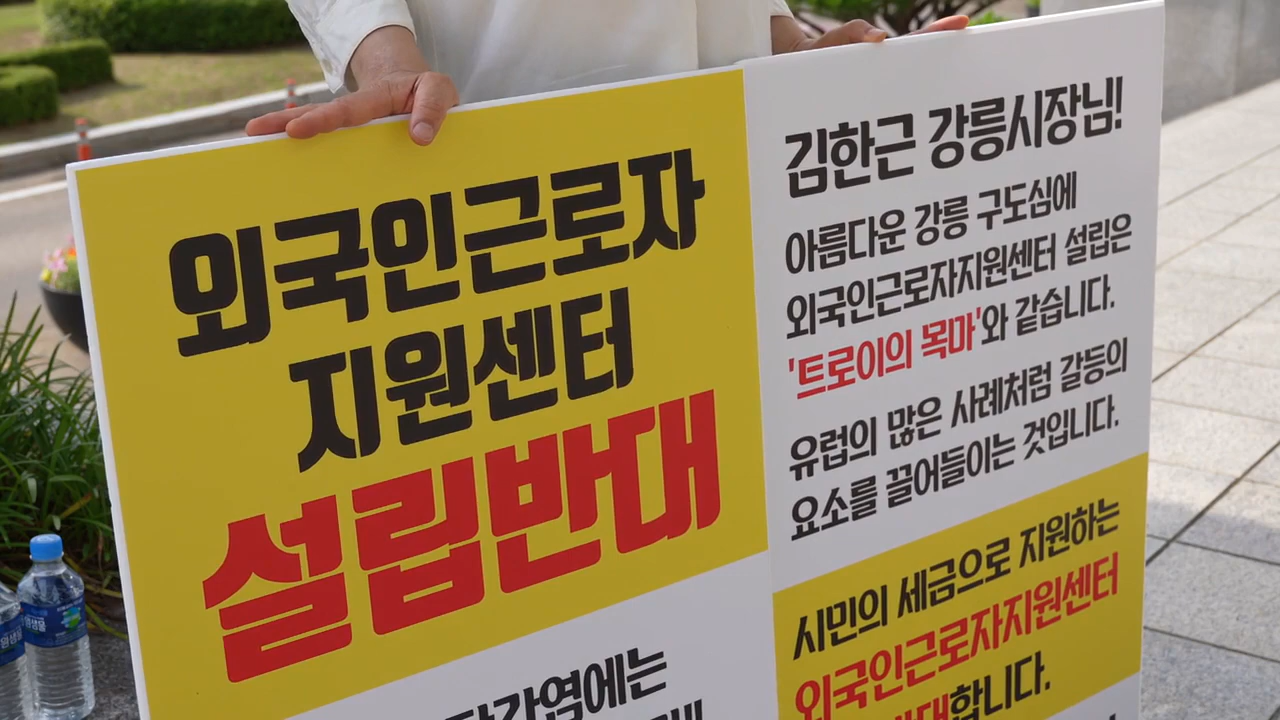 외국인근로자
지원센터
설립반대
김한근 강릉시장님!
아름다운 강릉 구도심에
외국인근로자지원센터 설립은
'트로이의 목마'와 같습니다.
유럽의 많은 사례처럼 갈등의
요소를 끌어들이는 것입니다.
시민의 세금으로 지원하는
외국인근로자지원센터
합니다.